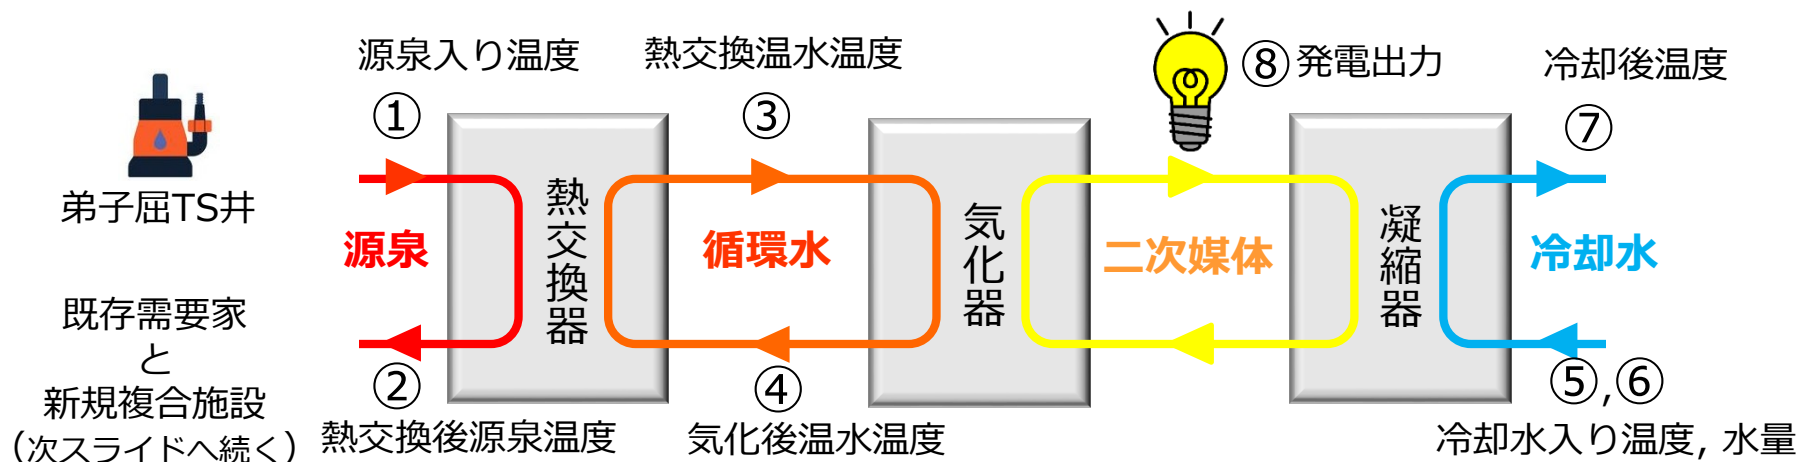 源泉入り温度
①
熱交換温水温度
③
⑧発電出力
冷却後温度
⑦
弟子屈TS井
源泉
熱交換器
循環水
気化器
二次媒体
凝縮器
冷却水
既存需要家
と
新規複合施設
(次スライドへ続く)
②
熱交換後源泉温度
④
気化後温水温度
⑤,⑥
冷却水入り温度, 水量